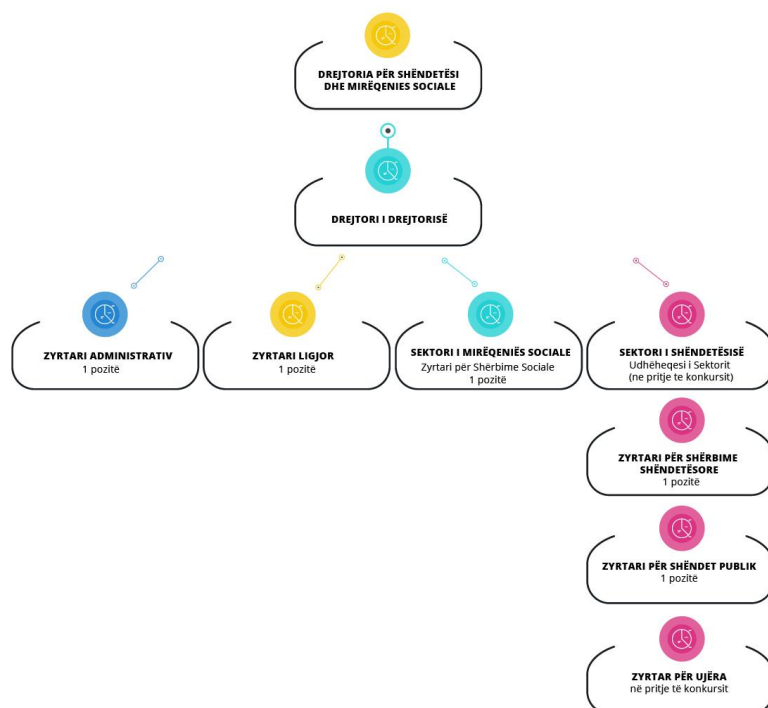 DREJTORIA PËR SHËNDETËSI
DHE MIRËQENIES SOCIALE
DREJTORI I DREJTORISË
ZYRTARI ADMINISTRATIV
1 pozitë
ZYRTARI LIGJOR
1 pozitë
SEKTORI I MIRËQENIËS SOCIALE
Zyrtari për Shërbime Sociale
1 pozitë
SEKTORI I SHËNDETËSISË
Udhëheqesi i Sektorit
(ne pritje te konkursit)
ZYRTARI PËR SHËRBIME
SHËNDETËSORE
1 pozitë
ZYRTARI PËR SHËNDET PUBLIK
1 pozitë
ZYRTAR PËR UJËRA
në pritje të konkursit